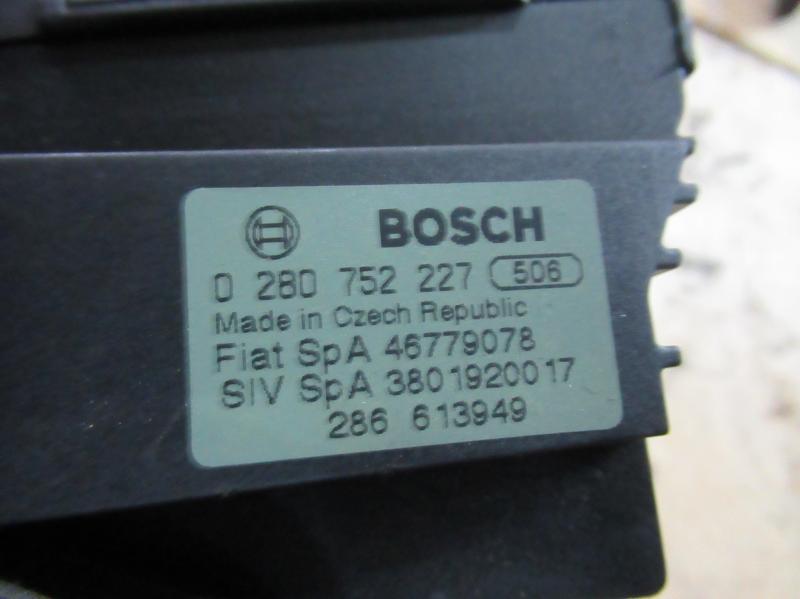 BOSCH
0 280 752 227 506
Made in Czech Republic
Fiat SpA 46779078
SIV SpA 3801920017
286 613949